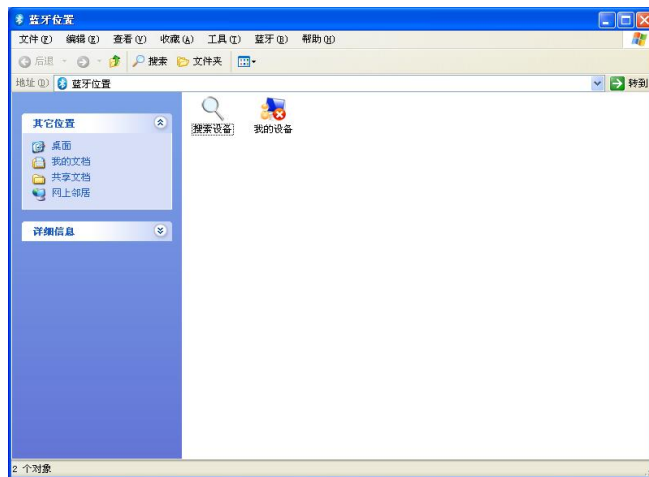 蓝牙位置
文件(F) 编辑(E) 查看(V) 收藏(A) 工具(T) 蓝牙(B) 帮助(H)
后退 搜索 文件夹
地址(D) 蓝牙位置 转到
其它位置
桌面
我的文档
共享文档
网上邻居
详细信息
搜索设备 我的设备
2 个对象